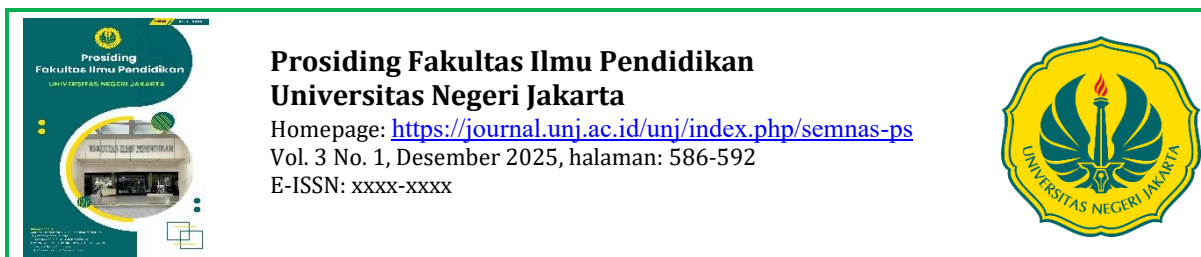 Prosiding
Fakultas Ilmu Pendidikan
UNIVERSITAS NEGERI JAKARTA
FAKULTAS ILMU PENDIDIKAN
Prosiding Fakultas Ilmu Pendidikan
Universitas Negeri Jakarta
Homepage: https://journal.unj.ac.id/unj/index.php/semnas-ps
Vol. 3 No. 1, Desember 2025, halaman: 586-592
E-ISSN: xxxx-xxxx
UNIVERSITAS NEGERI JAKARTA